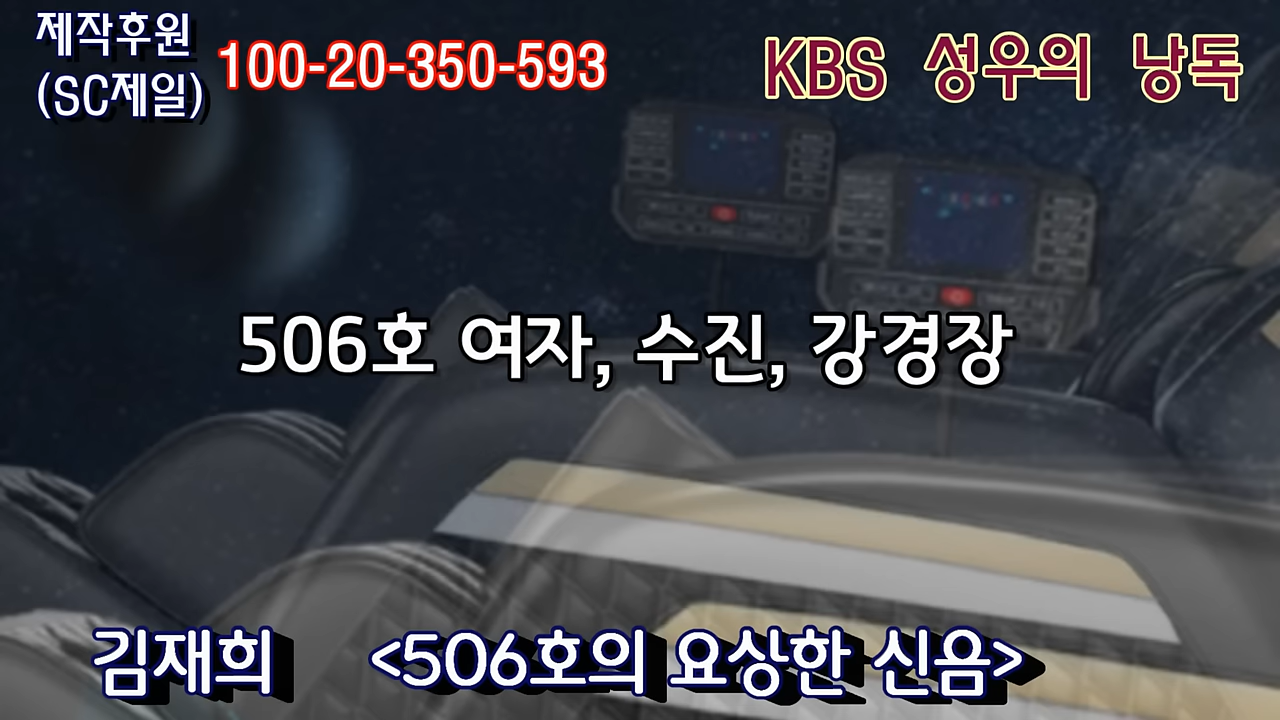 제작후원
(SC제일)
100-20-350-593
KBS 성우의 낭독
506호 여자, 수진, 강경장
김재희 <506호의 요상한 신음>